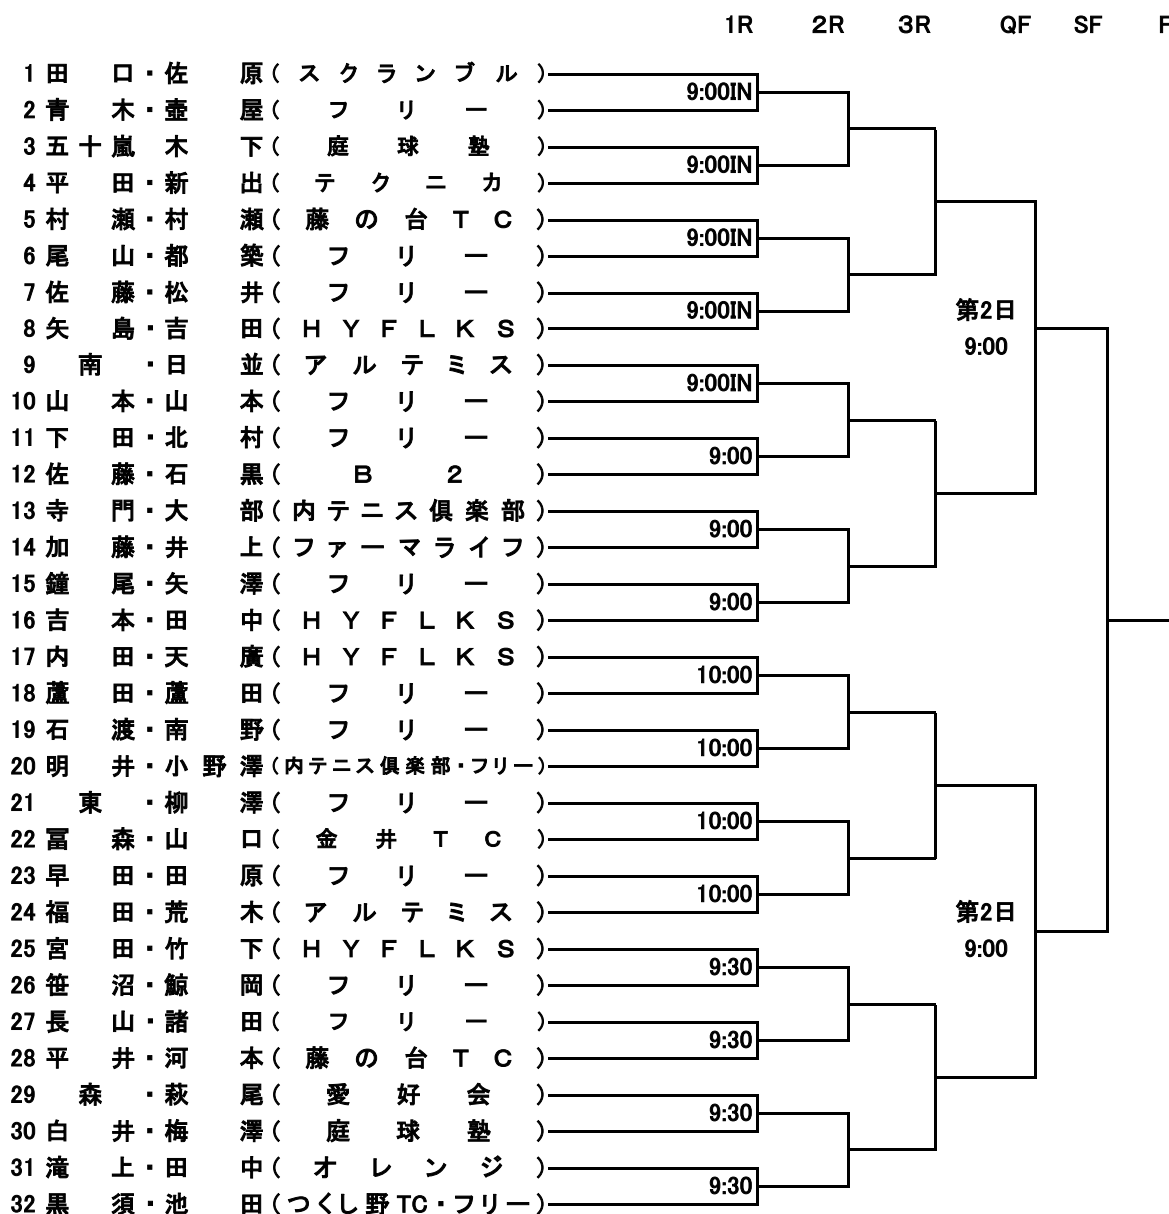 1R 2R 3R QF SF F
1 田口・佐原(スクランブル)
9:00IN
2 青木・壺屋(フリー)
3 五十嵐 木下(庭球塾)
9:00IN
4 平田・新出(テクニカ)
5 村瀬・村瀬(藤の台TC)
9:00IN
6 尾山・都築(フリー)
7 佐藤・松井(フリー)
9:00IN
第2日
8 矢島・吉田(HYFLKS)
9:00
9 南・日並(アルテミス)
9:00IN
10 山本・山本(フリー)
11 下田・北村(フリー)
9:00
12 佐藤・石黒(B2)
13 寺門・大部(内テニス倶楽部)
9:00
14 加藤・井上(ファーマライフ)
15 鐘尾・矢澤(フリー)
9:00
16 吉本・田中(HYFLKS)
17 内田・天廣(HYFLKS)
10:00
18 蘆田・蘆田(フリー)
19 石渡・南野(フリー)
10:00
20 明井・小野澤(内テニス倶楽部・フリー)
21 東・柳澤(フリー)
10:00
22 冨森・山口(金井TC)
23 早田・田原(フリー)
10:00
24 福田・荒木(アルテミス)
第2日
25 宮田・竹下(HYFLKS)
9:00
9:30
26 笹沼・鯨岡(フリー)
27 長山・諸田(フリー)
9:30
28 平井・河本(藤の台TC)
29 森・萩尾(愛好会)
9:30
30 白井・梅澤(庭球塾)
31 滝上・田中(オレンジ)
9:30
32 黒須・池田(つくし野TC・フリー)